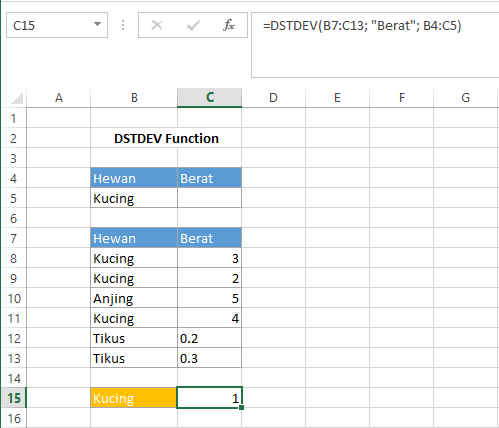 C15 fx =DSTDEV(B7:C13; "Berat"; B4:C5)
A B C D E F G
1
2 DSTDEV Function
3
4 Hewan Berat
5 Kucing
6
7 Hewan Berat
8 Kucing 3
9 Kucing 2
10 Anjing 5
11 Kucing 4
12 Tikus 0.2
13 Tikus 0.3
14
15 Kucing 1
16